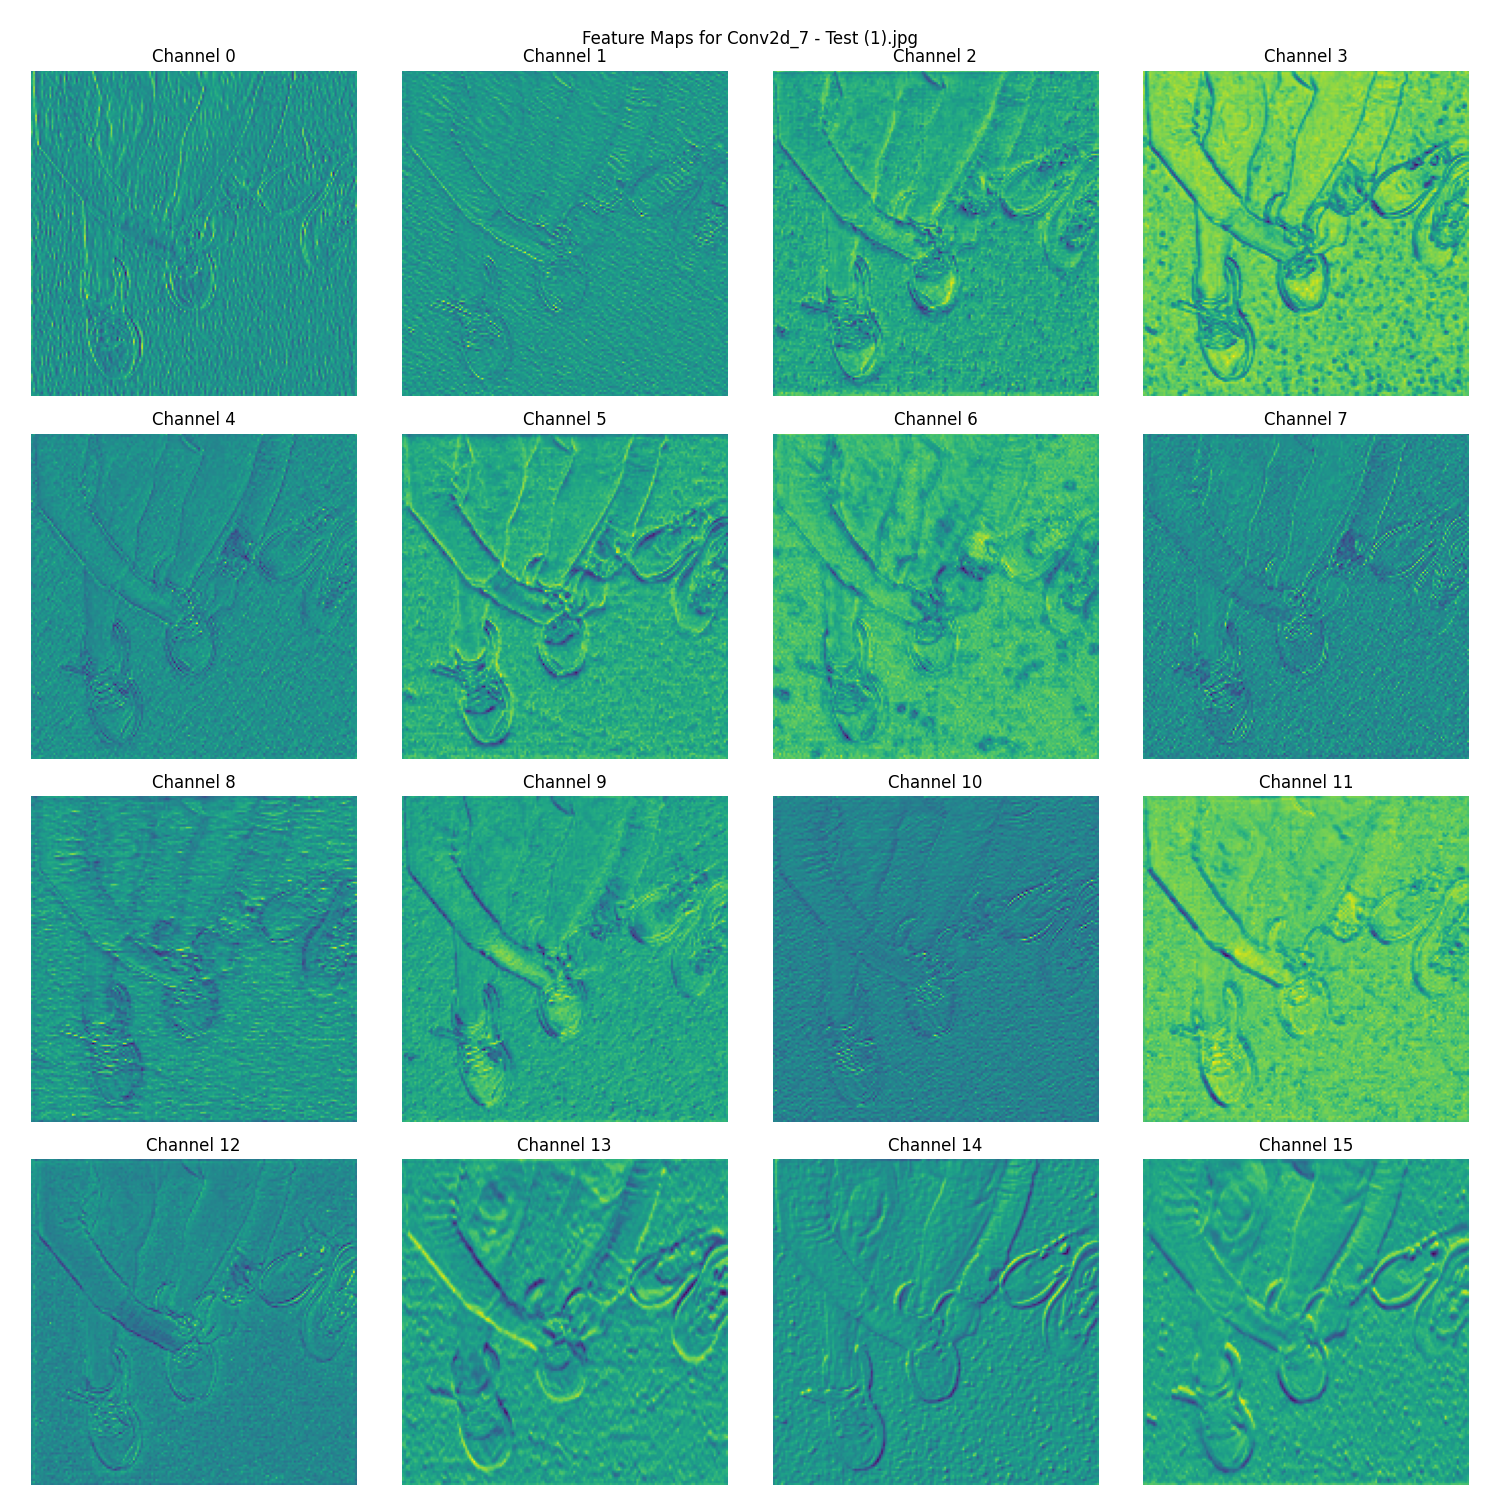 Feature Maps for Conv2d_7 - Test (1).jpg
Channel 0
Channel 1
Channel 2
Channel 3
Channel 4
Channel 5
Channel 6
Channel 7
Channel 8
Channel 9
Channel 10
Channel 11
Channel 12
Channel 13
Channel 14
Channel 15